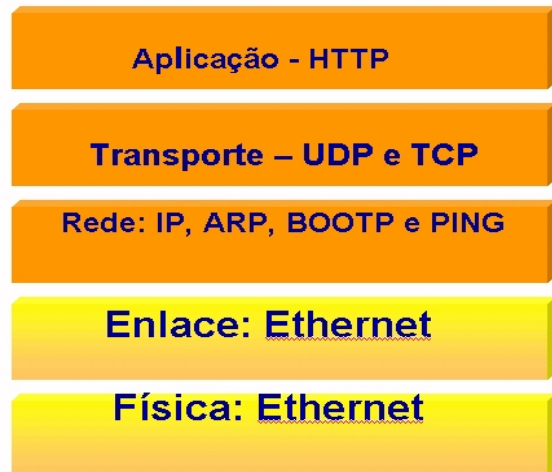 Aplicação - HTTP
Transporte – UDP e TCP
Rede: IP, ARP, BOOTP e PING
Enlace: Ethernet
Física: Ethernet